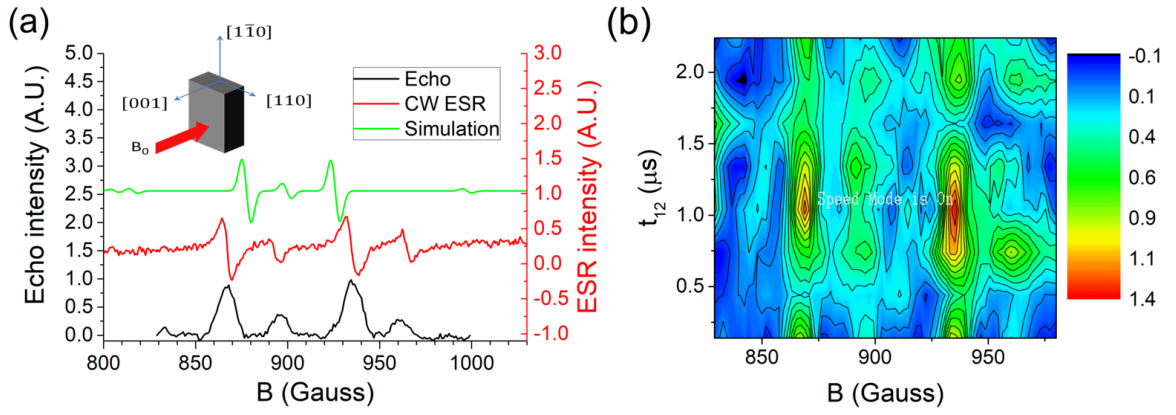 (a)
[11̄0]
[001]
[110]
B₀
Echo
CW ESR
Simulation
Echo intensity (A.U.)
5.0
4.5
4.0
3.5
3.0
2.5
2.0
1.5
1.0
0.5
0.0
ESR intensity (A.U.)
3.0
2.5
2.0
1.5
1.0
0.5
0.0
-0.5
-1.0
800 850 900 950 1000
B (Gauss)
(b)
t₁₂ (μs)
2.0
1.5
1.0
0.5
Speed Mode is On
850 900 950
B (Gauss)
-0.1
0.1
0.4
0.6
0.9
1.1
1.4